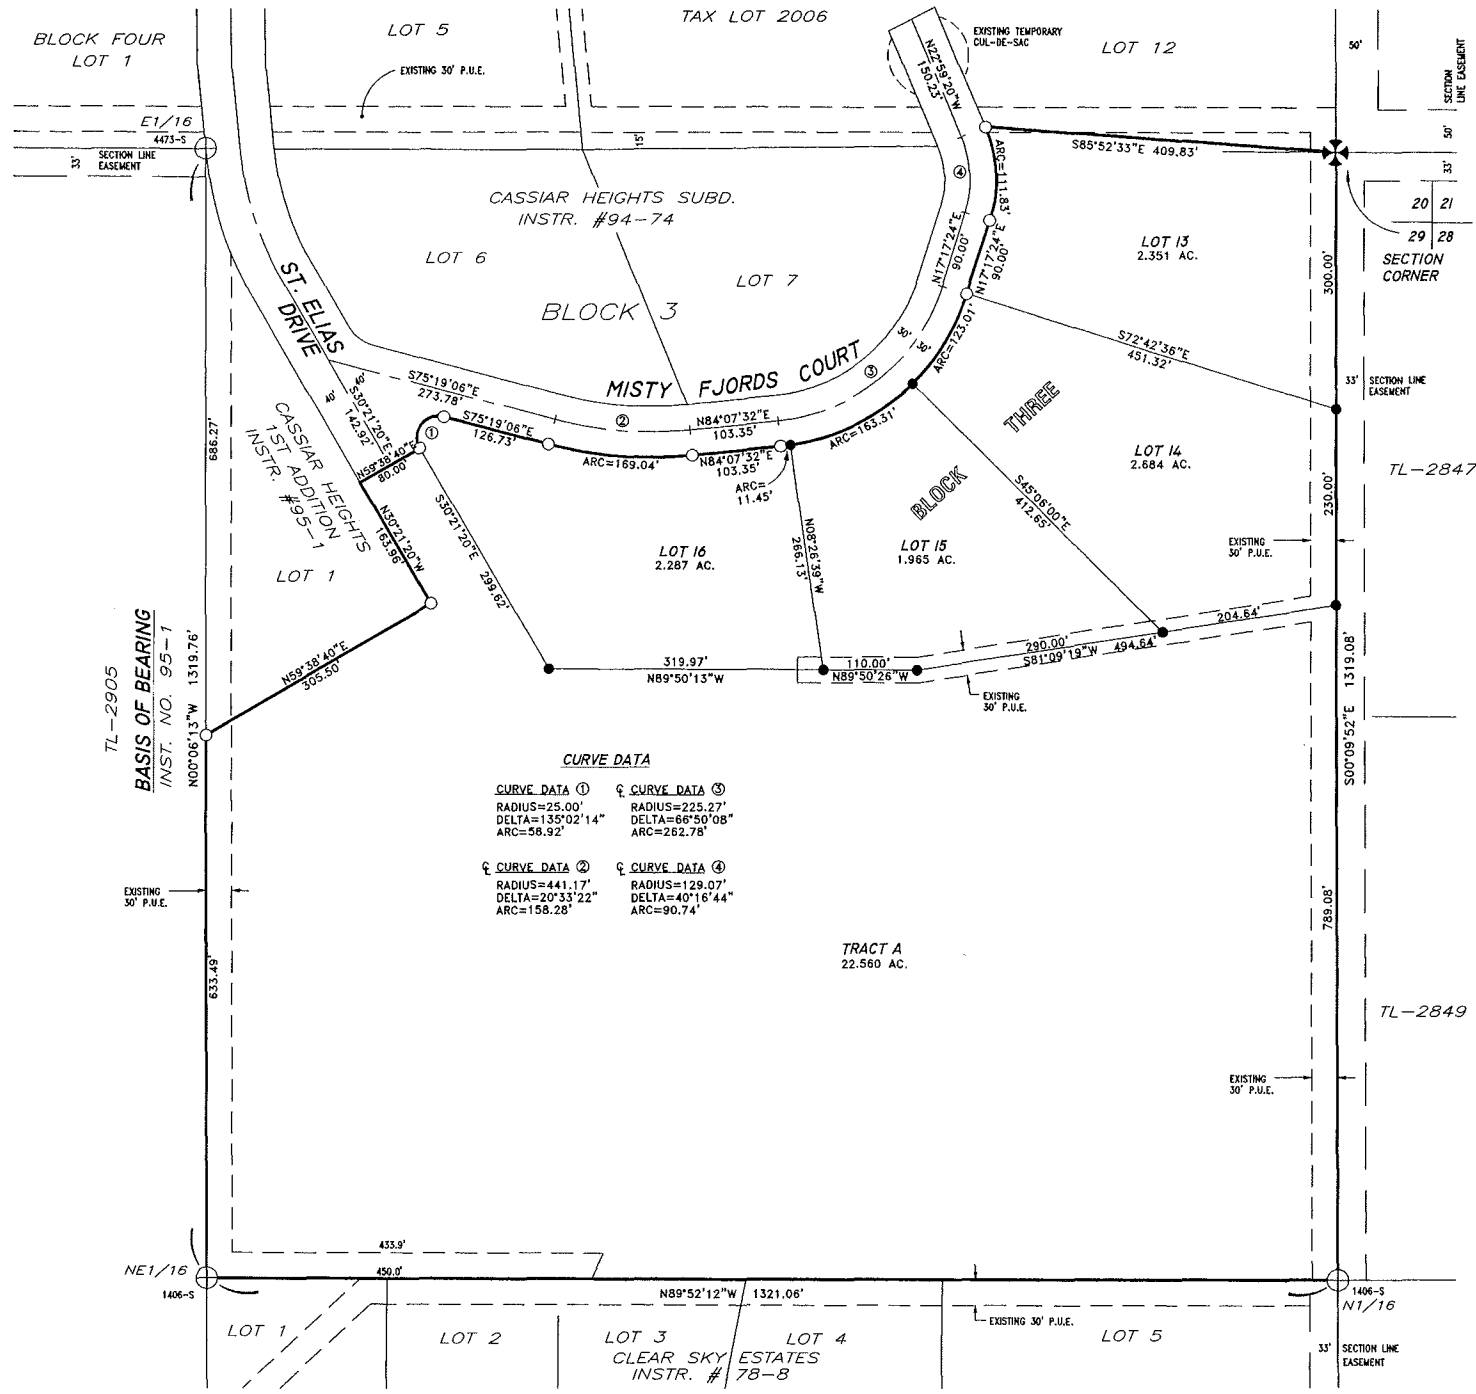 BLOCK FOUR
LOT 1
LOT 5
TAX LOT 2006
EXISTING TEMPORARY
CUL-DE-SAC
LOT 12
50'
SECTION
LINE EASEMENT
EXISTING 30' P.U.E.
N22°59'20"W
150.23'
E1/16
4473-S
33'
SECTION LINE
EASEMENT
15'
50'
33'
S85°52'33"E 409.83'
ARC=111.83'
④
CASSIAR HEIGHTS SUBD.
INSTR. #94-74
20 21
29 28
SECTION
CORNER
LOT 13
2.351 AC.
N17°17'24"E
90.00'
N17°17'24"E
90.00'
300.00'
LOT 6
LOT 7
BLOCK 3
ST. ELIAS
DRIVE
30' 30'
ARC=123.01'
S72°42'36"E
451.32'
MISTY FJORDS COURT
③
33' SECTION LINE
EASEMENT
40'
40'
S75°19'06"E
273.78'
S30°21'20"E
142.92'
S75°19'06"E
126.73'
②
N84°07'32"E
103.35'
①
ARC=169.04'
N84°07'32"E
103.35'
ARC=163.31'
ARC=
11.45'
BLOCK THREE
N59°38'40"E
80.00'
CASSIAR HEIGHTS
1ST ADDITION
INSTR. #95-1
686.27'
LOT 14
2.684 AC.
TL-2847
230.00'
S45°06'00"E
412.65'
N30°21'20"W
163.96'
S30°21'20"E 299.62'
N08°26'39"W
266.13'
LOT 16
2.287 AC.
LOT 15
1.965 AC.
EXISTING
30' P.U.E.
LOT 1
204.64'
290.00'
S81°09'19"W 494.64'
319.97'
N89°50'13"W
110.00'
N89°50'26"W
EXISTING
30' P.U.E.
N59°38'40"E
305.50'
TL-2905
BASIS OF BEARING
INST. NO. 95-1
N00°06'13"W 1319.76'
S00°09'52"E 1319.08'
CURVE DATA
CURVE DATA ①
RADIUS=25.00'
DELTA=135°02'14"
ARC=58.92'
℄ CURVE DATA ③
RADIUS=225.27'
DELTA=66°50'08"
ARC=262.78'
℄ CURVE DATA ②
RADIUS=441.17'
DELTA=20°33'22"
ARC=158.28'
℄ CURVE DATA ④
RADIUS=129.07'
DELTA=40°16'44"
ARC=90.74'
EXISTING
30' P.U.E.
789.08'
TRACT A
22.560 AC.
633.49'
TL-2849
EXISTING
30' P.U.E.
433.9'
NE1/16
1406-S
450.0'
N89°52'12"W 1321.06'
1406-S
N1/16
EXISTING 30' P.U.E.
LOT 1
LOT 2
LOT 3
LOT 4
LOT 5
CLEAR SKY ESTATES
INSTR. # 78-8
33' SECTION LINE
EASEMENT